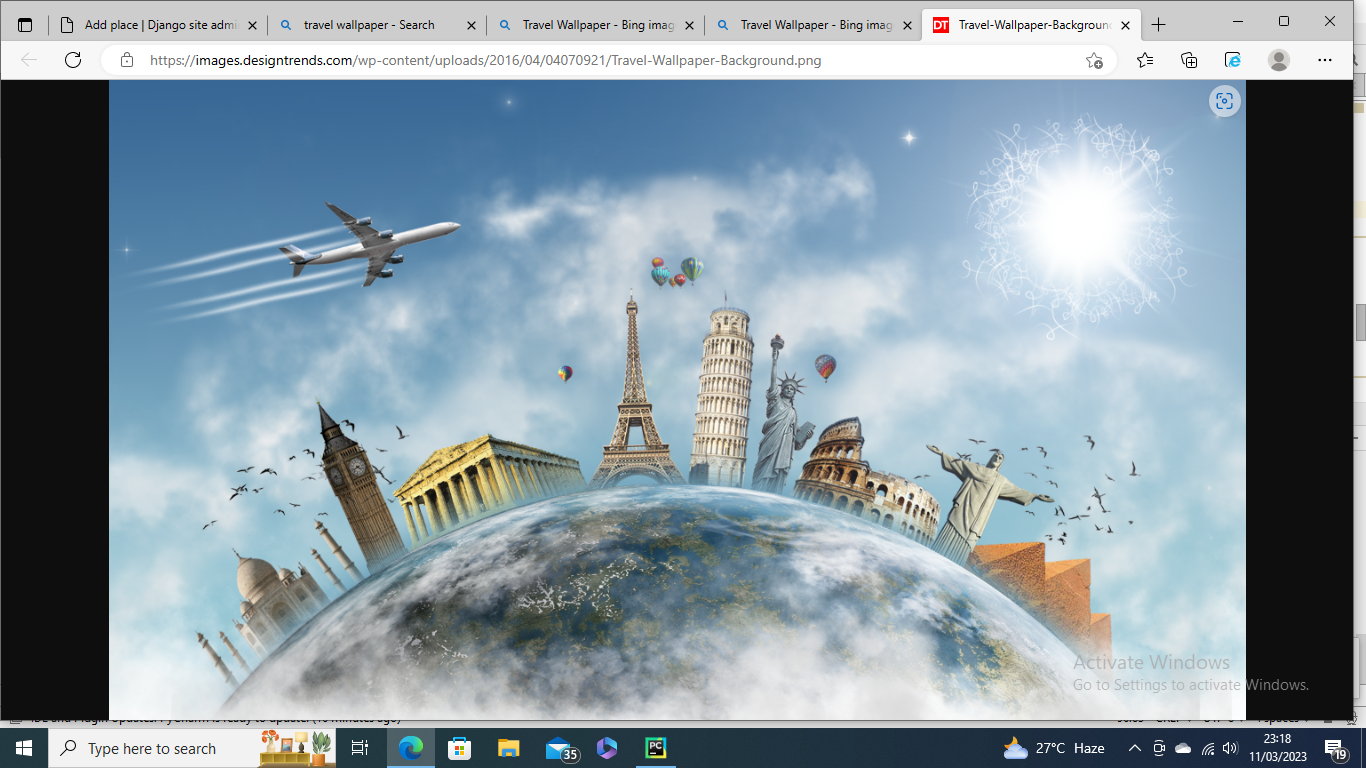 Add place | Django site admi
travel wallpaper - Search
Travel Wallpaper - Bing imag
Travel Wallpaper - Bing imag
DT Travel-Wallpaper-Background
https://images.designtrends.com/wp-content/uploads/2016/04/04070921/Travel-Wallpaper-Background.png
Activate Windows
Go to Settings to activate Windows.
Type here to search
35
PC
27°C Haze
23:18
11/03/2023
19